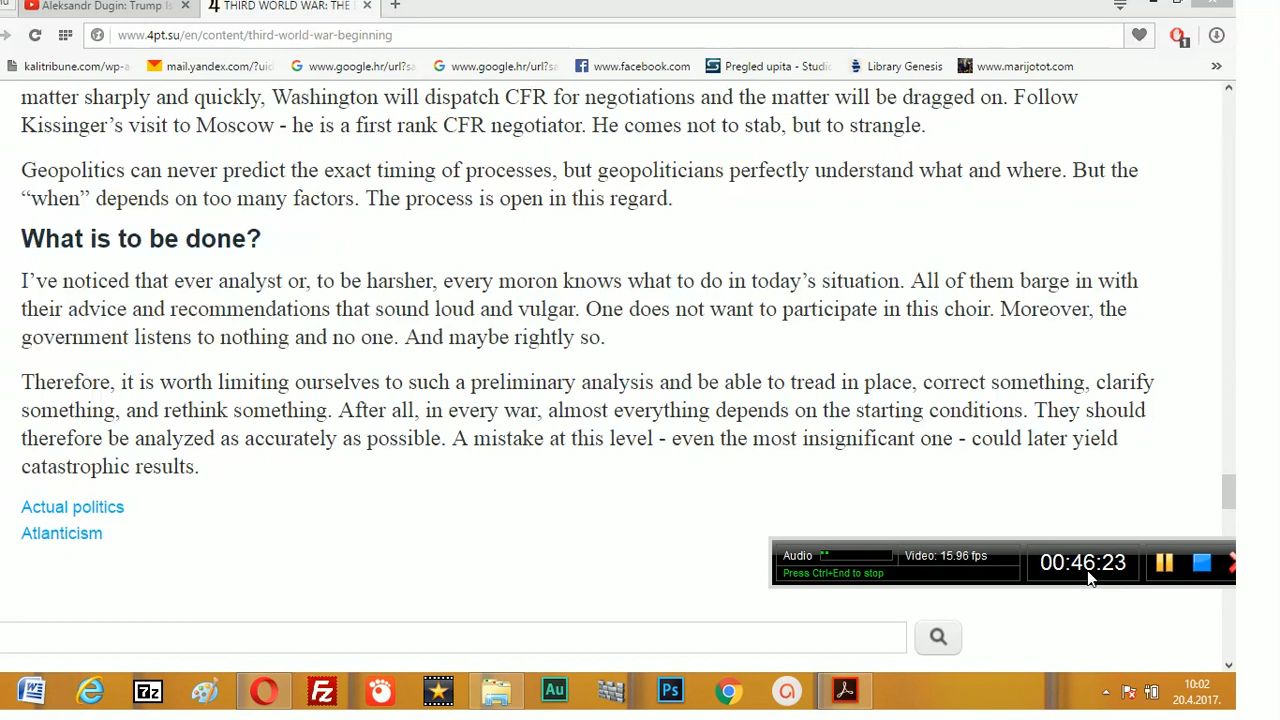 Aleksandr Dugin: Trump is
THIRD WORLD WAR: THE
www.4pt.su/en/content/third-world-war-beginning
1
kalitribune.com/wp-a
mail.yandex.com/?uid
www.google.hr/url?sa
www.google.hr/url?sa
www.facebook.com
Pregled upita - Studi
Library Genesis
www.marijotot.com
matter sharply and quickly, Washington will dispatch CFR for negotiations and the matter will be dragged on. Follow
Kissinger’s visit to Moscow - he is a first rank CFR negotiator. He comes not to stab, but to strangle.
Geopolitics can never predict the exact timing of processes, but geopoliticians perfectly understand what and where. But the
“when” depends on too many factors. The process is open in this regard.
What is to be done?
I’ve noticed that ever analyst or, to be harsher, every moron knows what to do in today’s situation. All of them barge in with
their advice and recommendations that sound loud and vulgar. One does not want to participate in this choir. Moreover, the
government listens to nothing and no one. And maybe rightly so.
Therefore, it is worth limiting ourselves to such a preliminary analysis and be able to tread in place, correct something, clarify
something, and rethink something. After all, in every war, almost everything depends on the starting conditions. They should
therefore be analyzed as accurately as possible. A mistake at this level - even the most insignificant one - could later yield
catastrophic results.
Actual politics
Atlanticism
Audio
Video: 15.96 fps
00:46:23
Press Ctrl+End to stop
7z
Fz
Au
Ps
10:02
20.4.2017.